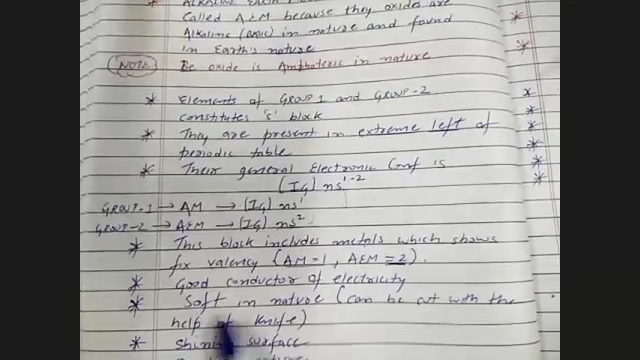 * ALKALINE EARTH
called AEM because they oxides are
Alkaline (BASIC) in nature and found
in Earth's nature
NOTE Be oxide is Amphoteric in nature
* Elements of GROUP 1 and GROUP-2
constitutes 's' block
* They are present in extreme left of
periodic table
* Their general Electronic Conf is
(IG) ns¹⁻²
GROUP-1 → AM → (IG) ns¹
GROUP-2 → AEM → (IG) ns²
* This block includes metals which shows
fix valency (AM=1, AEM=2).
* Good conductor of electricity
* Soft in nature (can be cut with the
help of knife)
* shining surface